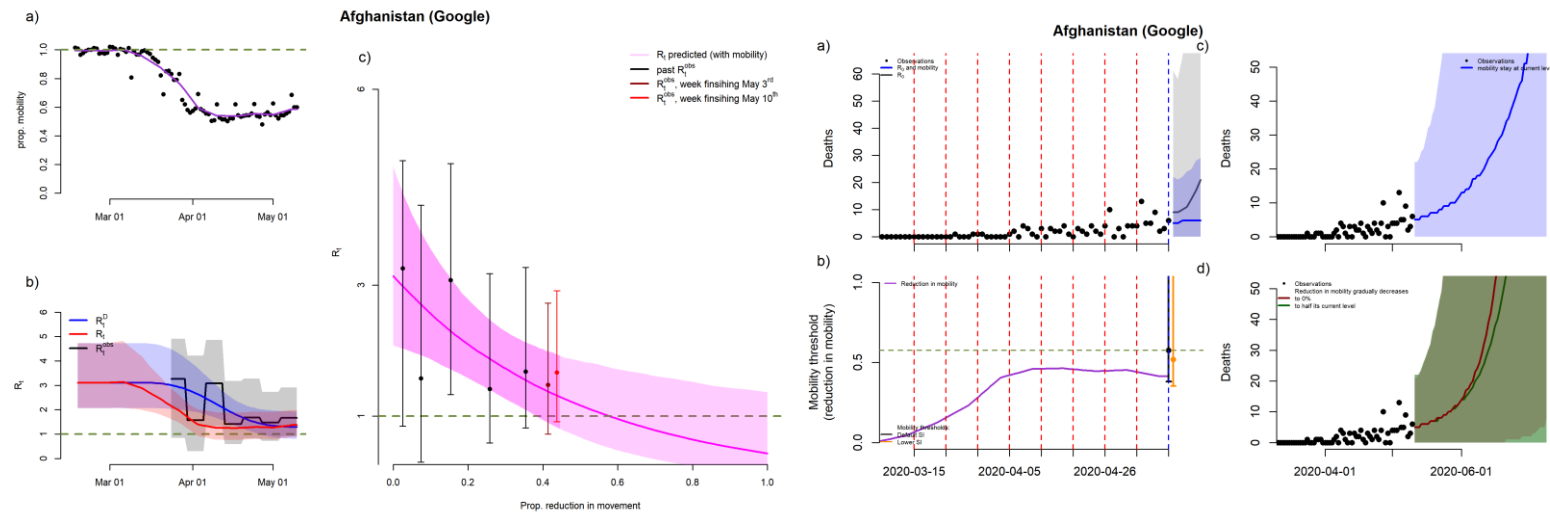 Afghanistan (Google)
a)
prop. mobility
0.0 0.2 0.4 0.6 0.8 1.0
Mar 01 Apr 01 May 01
b)
R_t^D
R_t
R_t^obs
R_t
0 1 2 3 4 5 6
Mar 01 Apr 01 May 01
c)
R_t predicted (with mobility)
past R_t^obs
R_t^obs, week finsihing May 3rd
R_t^obs, week finsihing May 10th
R_t
6
3
1
0.0 0.2 0.4 0.6 0.8 1.0
Prop. reduction in movement
Afghanistan (Google)
a)
Observations
R_D and mobility
R_D
Deaths
0 10 20 30 40 50 60
b)
Reduction in mobility
Mobility threshold
(reduction in mobility)
0.0 0.5 1.0
Mobility thresholds
Default SI
Lower SI
2020-03-15 2020-04-05 2020-04-26
c)
Observations
mobility stay at current lev
Deaths
0 10 20 30 40 50
d)
Observations
Reduction in mobility gradually decreases
to 0%
to half its current level
Deaths
0 10 20 30 40 50
2020-04-01 2020-06-01